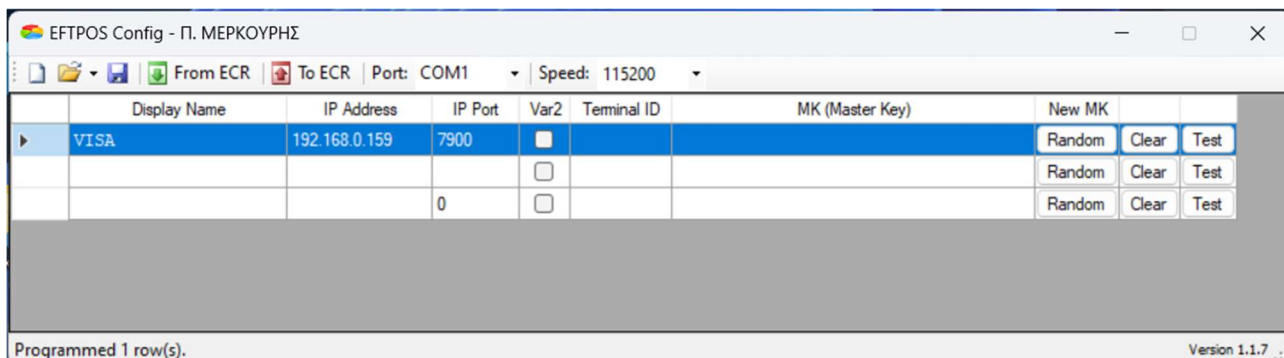 EFTPOS Config - Π. ΜΕΡΚΟΥΡΗΣ
From ECR To ECR Port: COM1 Speed: 115200
Display Name IP Address IP Port Var2 Terminal ID MK (Master Key) New MK
VISA 192.168.0.159 7900 Random Clear Test
Random Clear Test
0 Random Clear Test
Programmed 1 row(s). Version 1.1.7